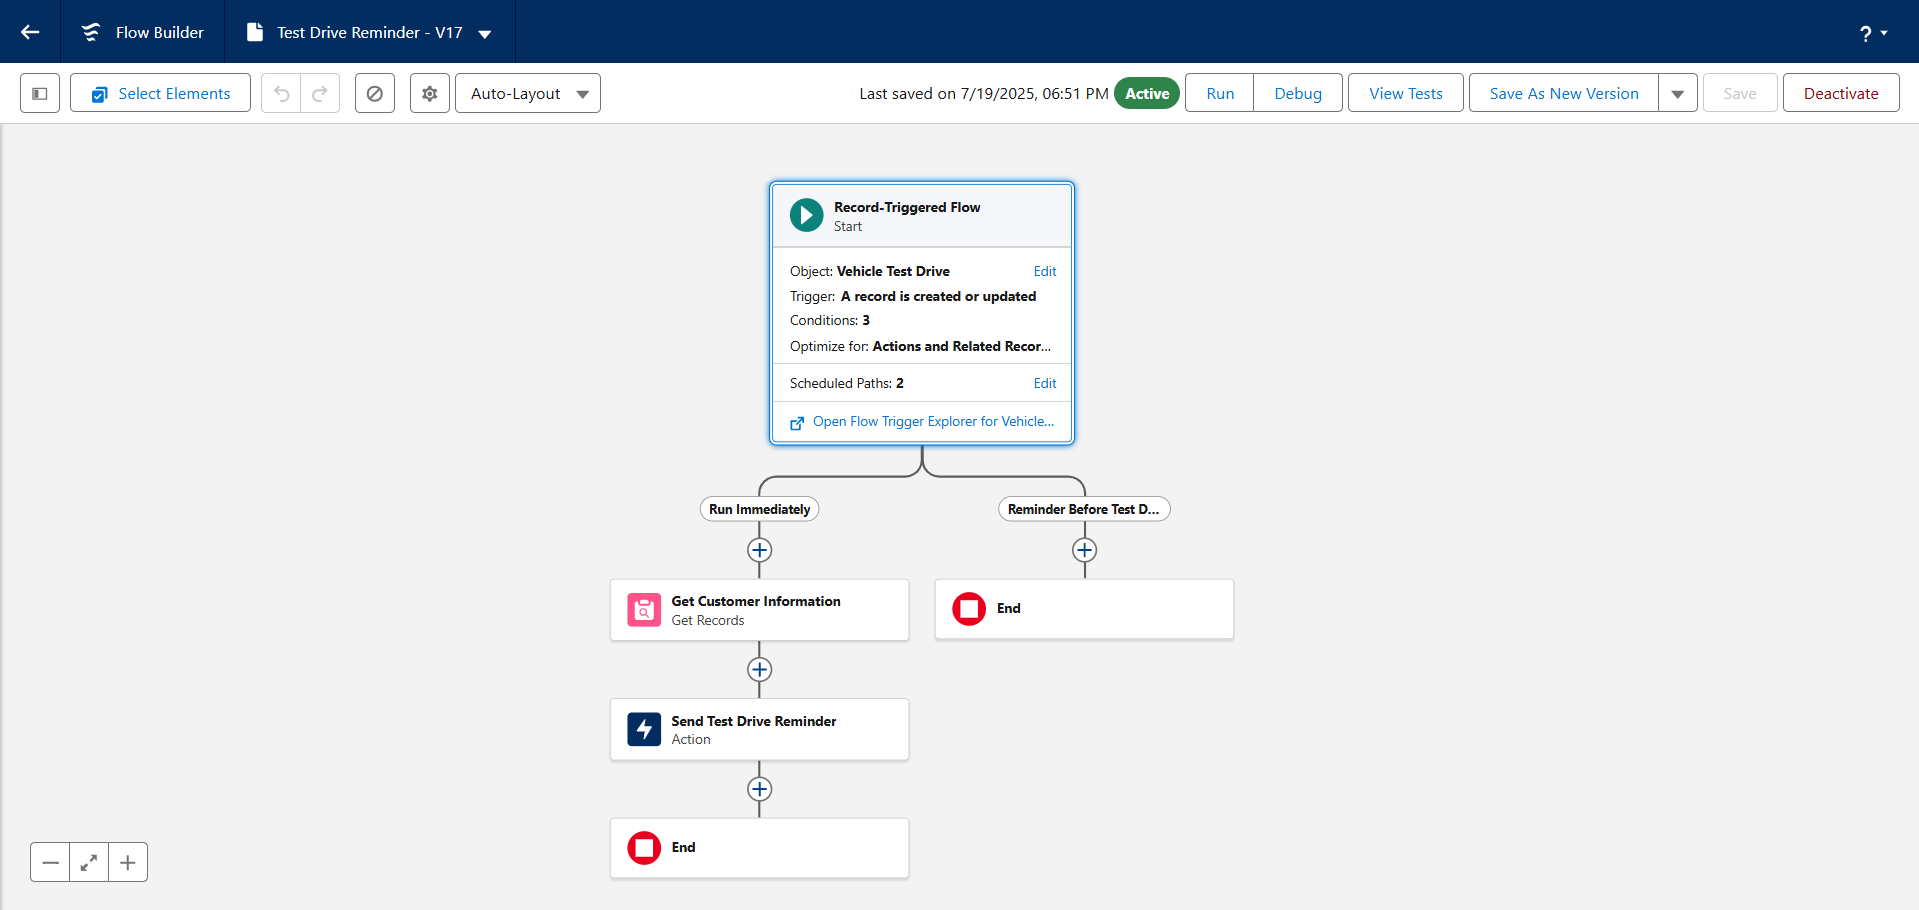 Flow Builder
Test Drive Reminder - V17
?
Select Elements
Auto-Layout
Last saved on 7/19/2025, 06:51 PM
Active
Run
Debug
View Tests
Save As New Version
Save
Deactivate
Record-Triggered Flow
Start
Object: Vehicle Test Drive
Edit
Trigger: A record is created or updated
Conditions: 3
Optimize for: Actions and Related Recor...
Scheduled Paths: 2
Edit
Open Flow Trigger Explorer for Vehicle...
Run Immediately
Reminder Before Test D...
Get Customer Information
Get Records
End
Send Test Drive Reminder
Action
End